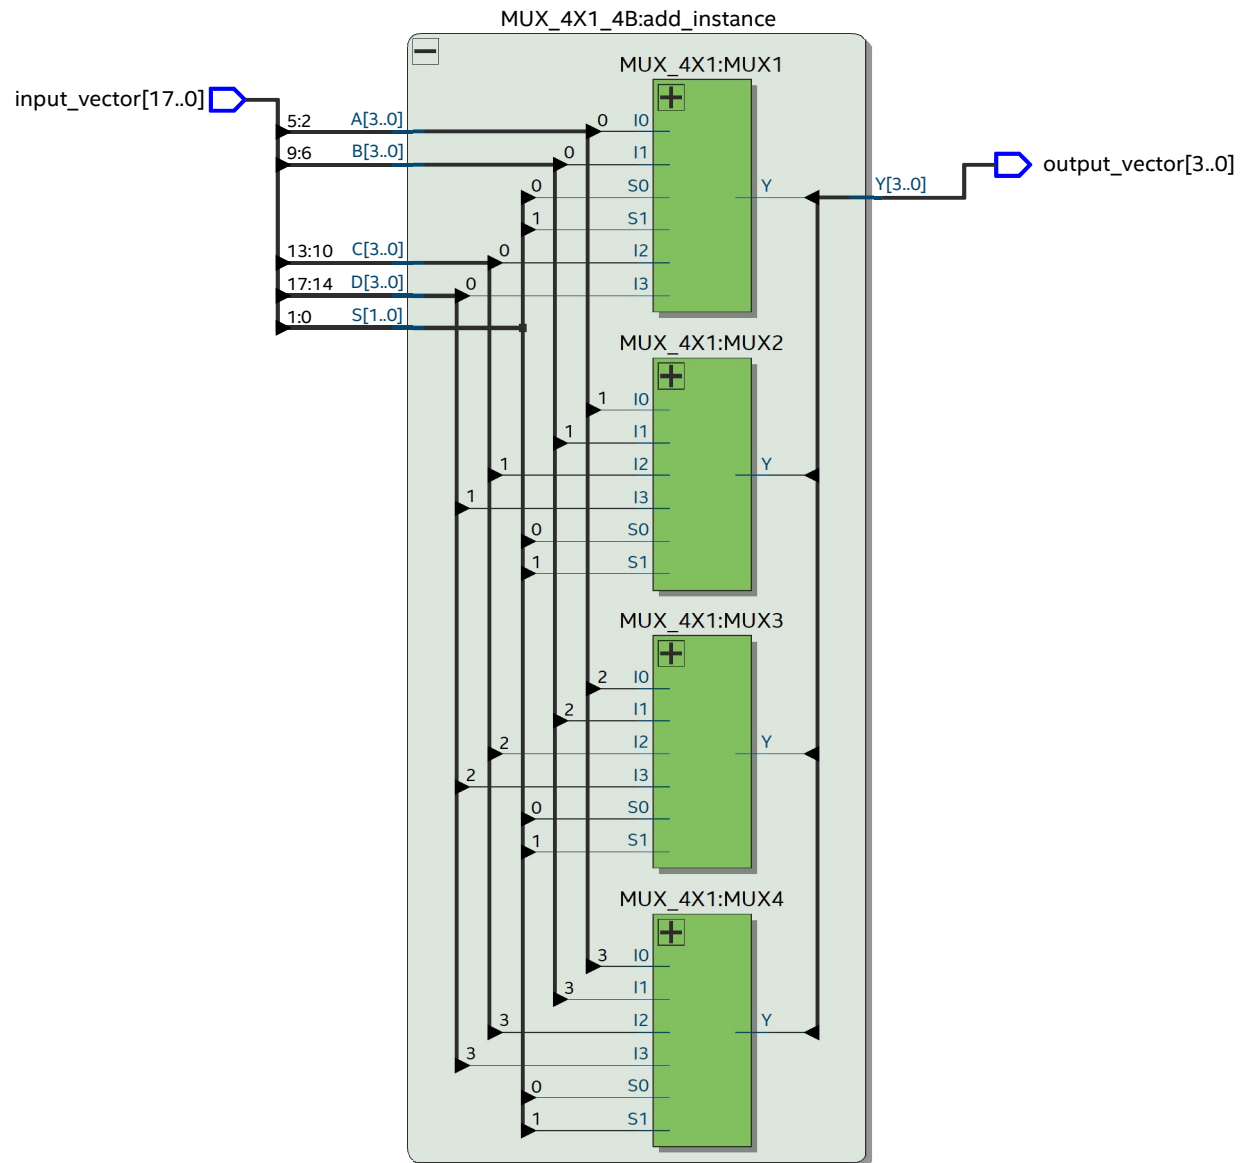 MUX_4X1_4B:add_instance
MUX_4X1:MUX1
input_vector[17..0]
5:2 A[3..0] 0 I0
9:6 B[3..0] 0 I1
output_vector[3..0]
0 S0 Y Y[3..0]
1 S1
13:10 C[3..0] 0 I2
17:14 D[3..0] 0 I3
1:0 S[1..0]
MUX_4X1:MUX2
1 I0
1 I1
1 I2 Y
1 I3
0 S0
1 S1
MUX_4X1:MUX3
2 I0
2 I1
2 I2 Y
2 I3
0 S0
1 S1
MUX_4X1:MUX4
3 I0
3 I1
3 I2 Y
3 I3
0 S0
1 S1